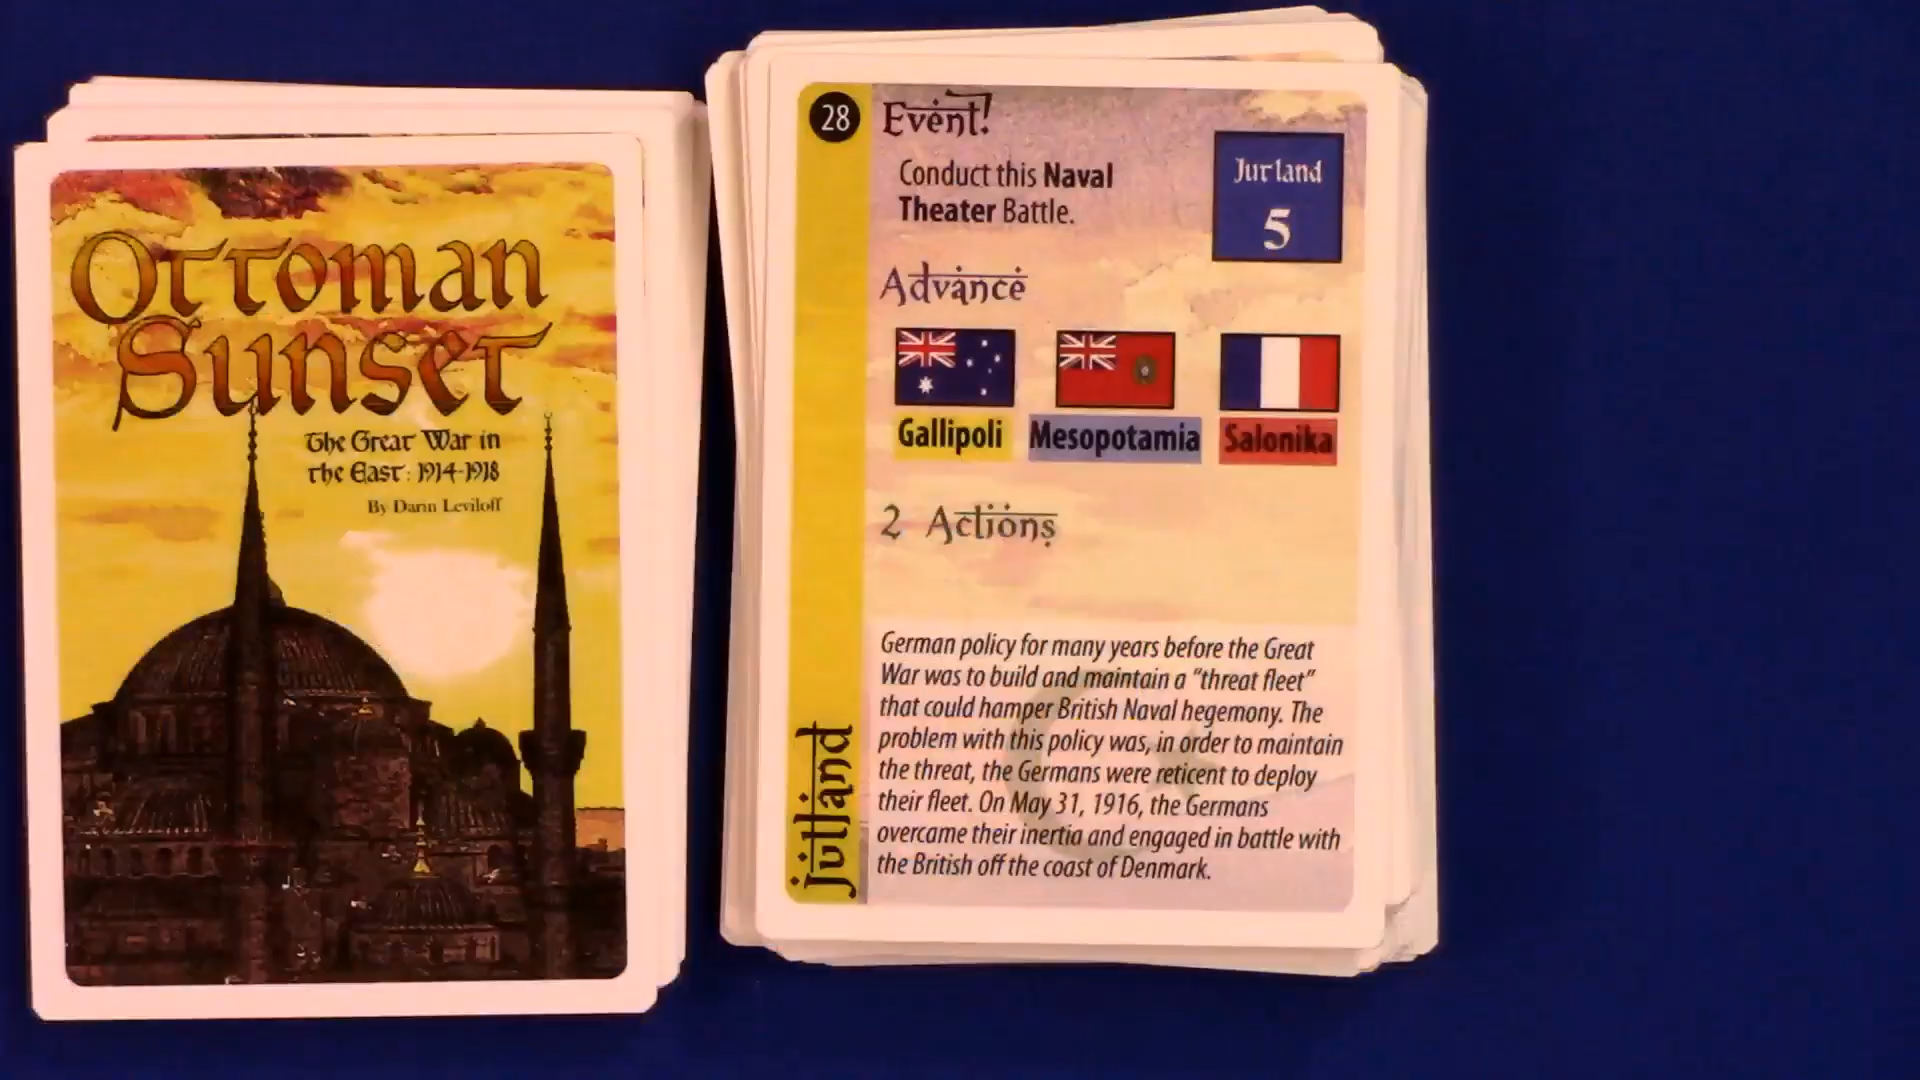 Ottoman
Sunset
The Great War in
the East: 1914-1918
By Darin Leviloff
28
Event!
Conduct this Naval
Theater Battle.
Jutland
5
Advance
Gallipoli
Mesopotamia
Salonika
2 Actions
German policy for many years before the Great
War was to build and maintain a “threat fleet”
that could hamper British Naval hegemony. The
problem with this policy was, in order to maintain
the threat, the Germans were reticent to deploy
their fleet. On May 31, 1916, the Germans
overcame their inertia and engaged in battle with
the British off the coast of Denmark.
Jutland